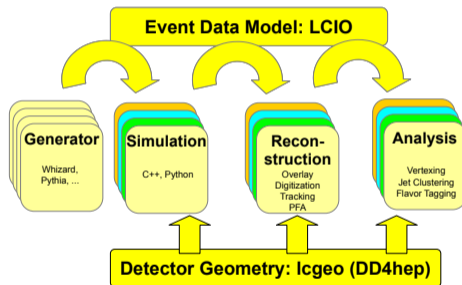 Event Data Model: LCIO
Generator
Whizard,
Pythia, ...
Simulation
C++, Python
Recon-
struction
Overlay
Digitization
Tracking
PFA
Analysis
Vertexing
Jet Clustering
Flavor Tagging
Detector Geometry: lcgeo (DD4hep)